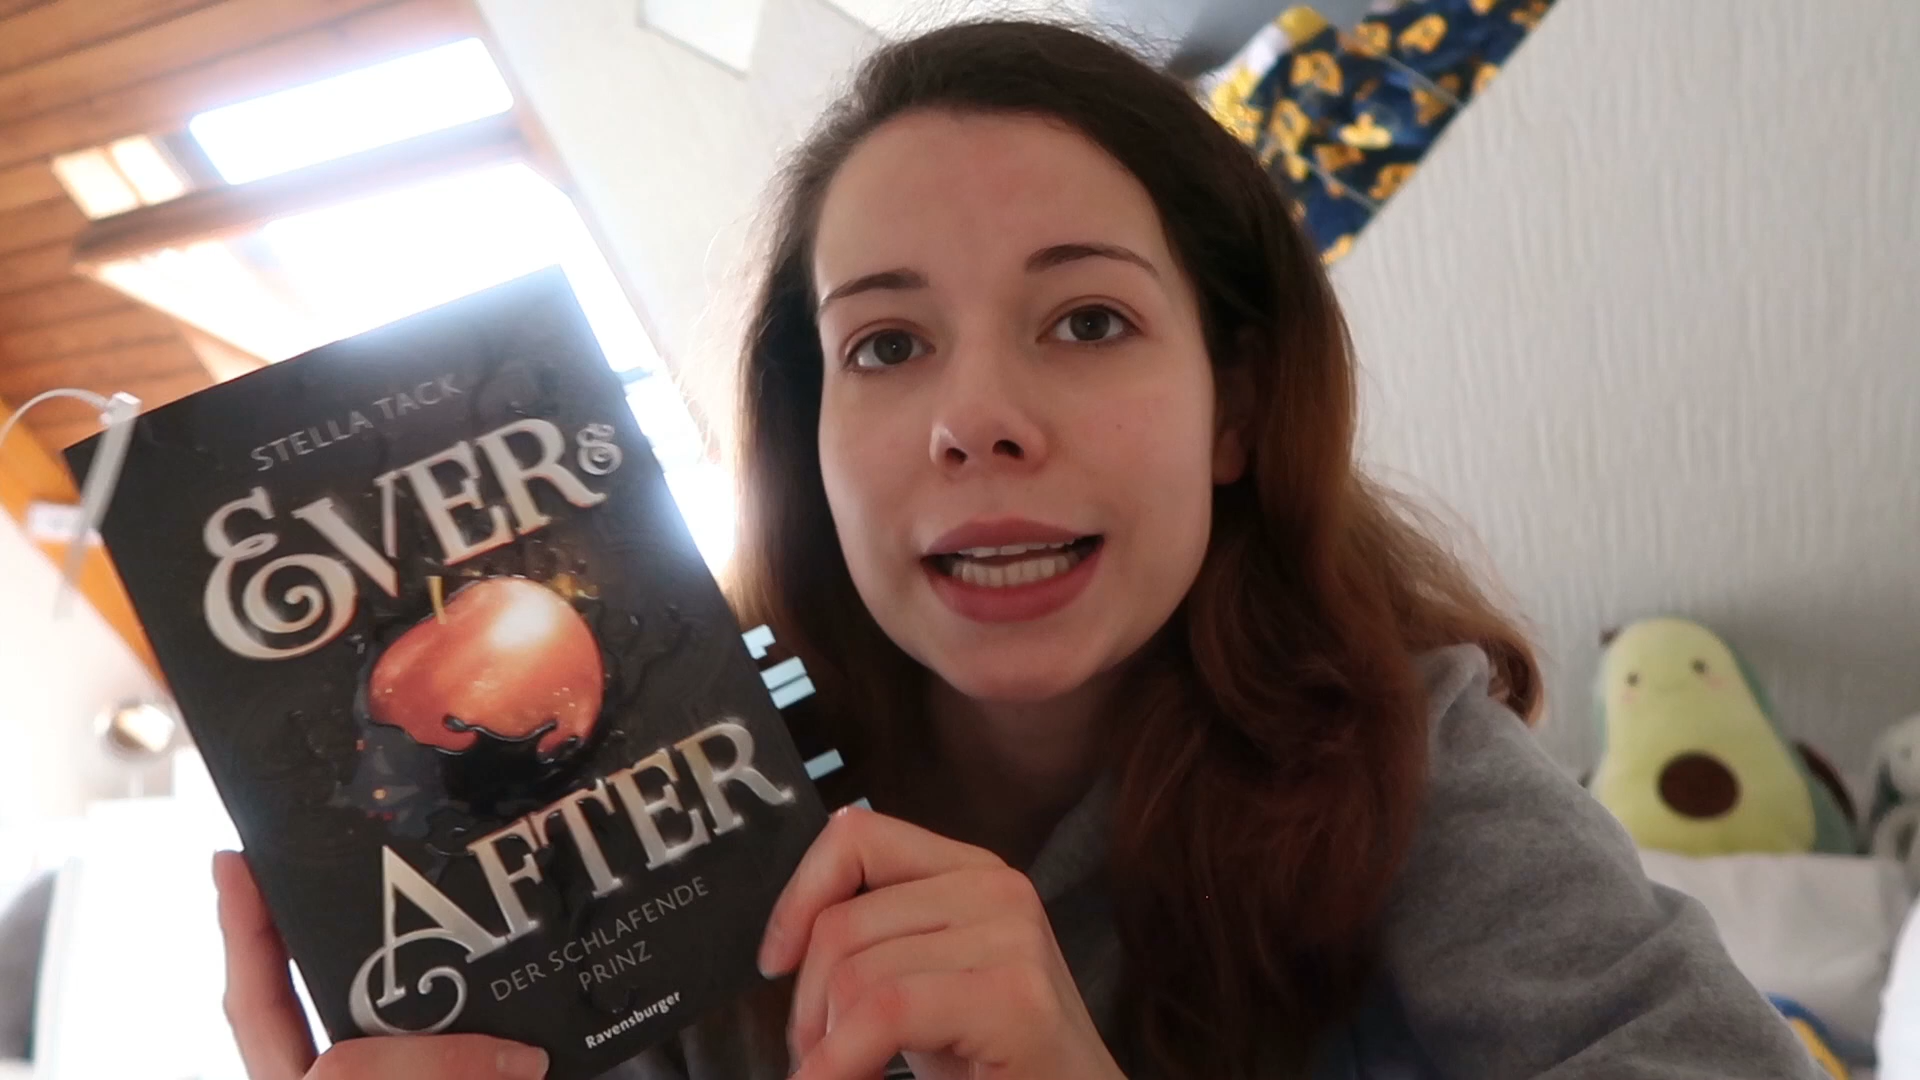 STELLA TACK
EVER &
AFTER
DER SCHLAFENDE
PRINZ
Ravensburger